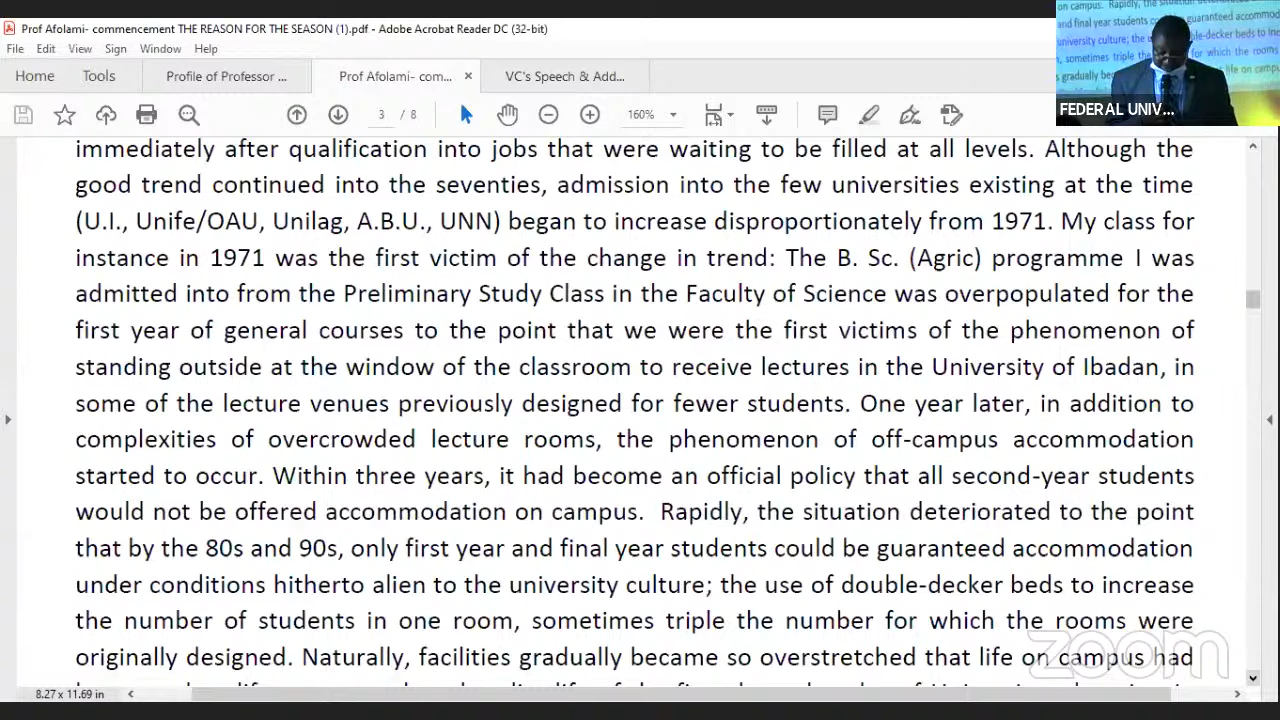 Prof Afolami- commencement THE REASON FOR THE SEASON (1).pdf - Adobe Acrobat Reader DC (32-bit)
File Edit View Sign Window Help
Home Tools Profile of Professor ... Prof Afolami- com... × VC's Speech & Add...
3 / 8 160%
immediately after qualification into jobs that were waiting to be filled at all levels. Although the
good trend continued into the seventies, admission into the few universities existing at the time
(U.I., Unife/OAU, Unilag, A.B.U., UNN) began to increase disproportionately from 1971. My class for
instance in 1971 was the first victim of the change in trend: The B. Sc. (Agric) programme I was
admitted into from the Preliminary Study Class in the Faculty of Science was overpopulated for the
first year of general courses to the point that we were the first victims of the phenomenon of
standing outside at the window of the classroom to receive lectures in the University of Ibadan, in
some of the lecture venues previously designed for fewer students. One year later, in addition to
complexities of overcrowded lecture rooms, the phenomenon of off-campus accommodation
started to occur. Within three years, it had become an official policy that all second-year students
would not be offered accommodation on campus. Rapidly, the situation deteriorated to the point
that by the 80s and 90s, only first year and final year students could be guaranteed accommodation
under conditions hitherto alien to the university culture; the use of double-decker beds to increase
the number of students in one room, sometimes triple the number for which the rooms were
originally designed. Naturally, facilities gradually became so overstretched that life on campus had
8.27 x 11.69 in
zoom
FEDERAL UNIV...